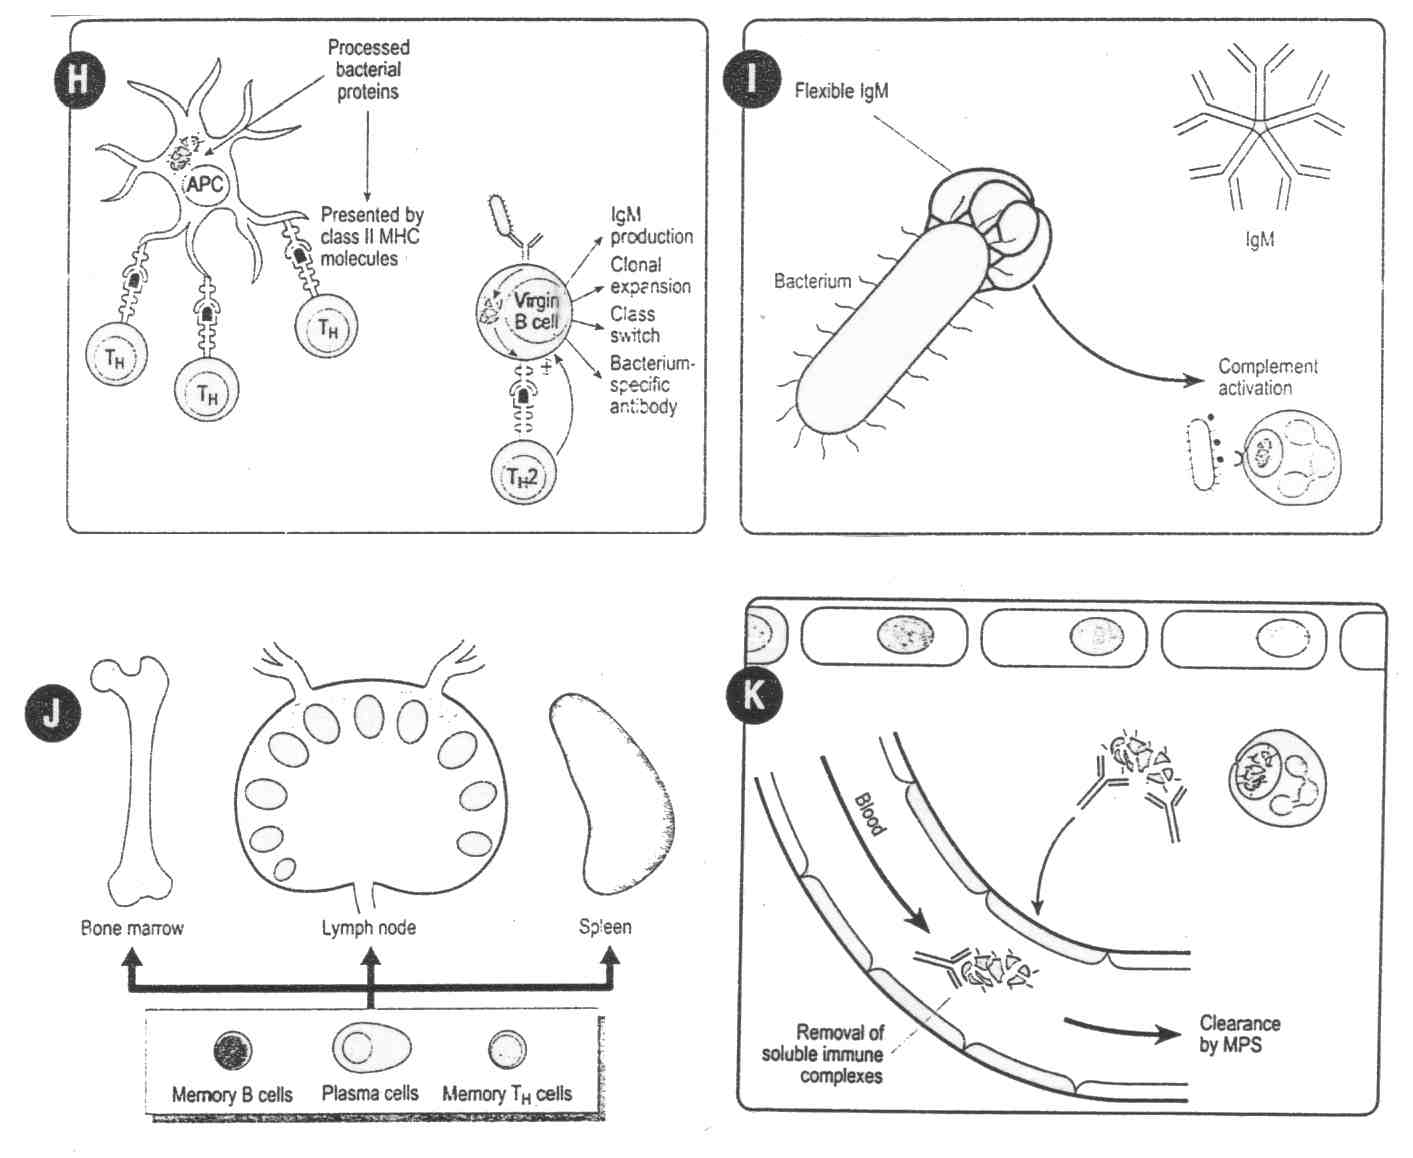 H
Processed
bacterial
proteins
APC
Presented by
class II MHC
molecules
TH
TH
TH
Virgin
B cell
±
TH2
IgM
production
Clonal
expansion
Class
switch
Bacterium-
specific
antibody
I
Flexible IgM
IgM
Bacterium
Complement
activation
J
Bone marrow
Lymph node
Spleen
Memory B cells
Plasma cells
Memory TH cells
K
Blood
Removal of
soluble immune
complexes
Clearance
by MPS